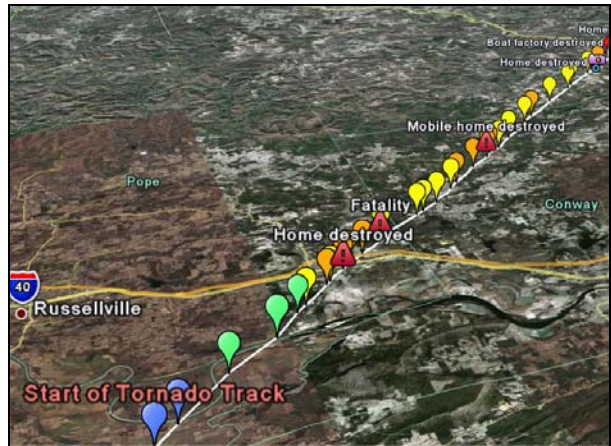 Home
Boat factory destroyed
Home destroyed
Mobile home destroyed
Pope
Conway
Fatality
Home destroyed
40
Russellville
Start of Tornado Track